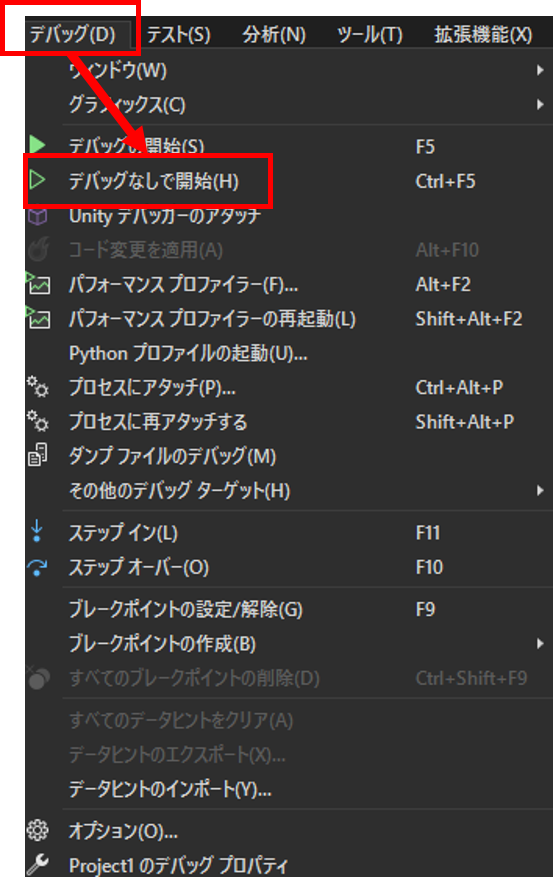 デバッグ(D) テスト(S) 分析(N) ツール(T) 拡張機能(X)
ウィンドウ(W)
グラフィックス(C)
デバッグの開始(S) F5
デバッグなしで開始(H) Ctrl+F5
Unity デバッガーのアタッチ
コード変更を適用(A) Alt+F10
パフォーマンス プロファイラー(F)... Alt+F2
パフォーマンス プロファイラーの再起動(L) Shift+Alt+F2
Python プロファイルの起動(U)...
プロセスにアタッチ(P)... Ctrl+Alt+P
プロセスに再アタッチする Shift+Alt+P
ダンプ ファイルのデバッグ(M)
その他のデバッグ ターゲット(H)
ステップ イン(L) F11
ステップ オーバー(O) F10
ブレークポイントの設定/解除(G) F9
ブレークポイントの作成(B)
すべてのブレークポイントの削除(D) Ctrl+Shift+F9
すべてのデータヒントをクリア(A)
データヒントのエクスポート(X)...
データヒントのインポート(Y)...
オプション(O)...
Project1 のデバッグ プロパティ